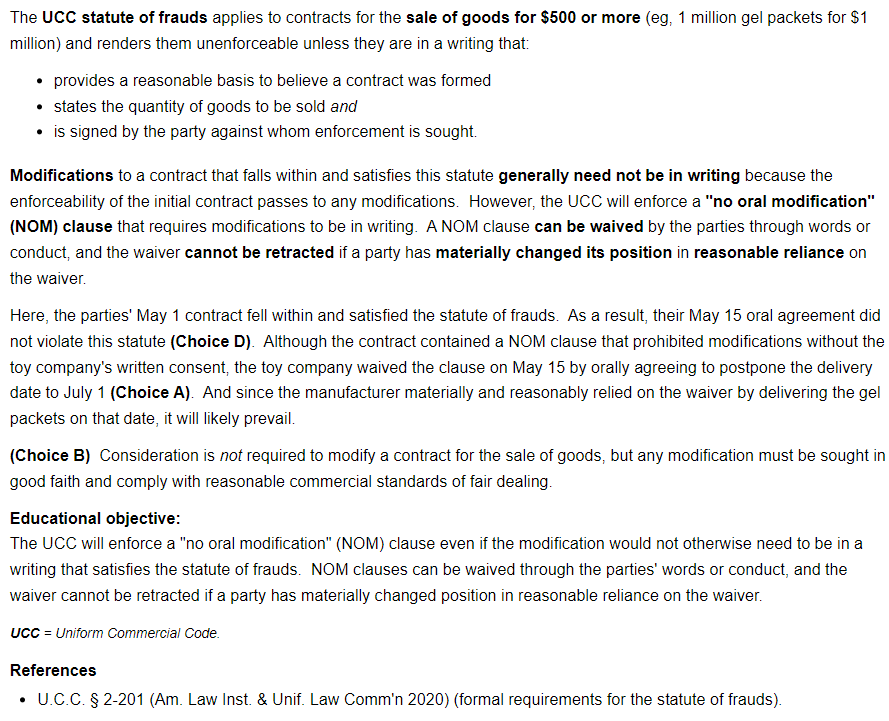 The UCC statute of frauds applies to contracts for the sale of goods for $500 or more (eg, 1 million gel packets for $1
million) and renders them unenforceable unless they are in a writing that:
• provides a reasonable basis to believe a contract was formed
• states the quantity of goods to be sold and
• is signed by the party against whom enforcement is sought.
Modifications to a contract that falls within and satisfies this statute generally need not be in writing because the
enforceability of the initial contract passes to any modifications.  However, the UCC will enforce a "no oral modification"
(NOM) clause that requires modifications to be in writing.  A NOM clause can be waived by the parties through words or
conduct, and the waiver cannot be retracted if a party has materially changed its position in reasonable reliance on
the waiver.
Here, the parties' May 1 contract fell within and satisfied the statute of frauds.  As a result, their May 15 oral agreement did
not violate this statute (Choice D).  Although the contract contained a NOM clause that prohibited modifications without the
toy company's written consent, the toy company waived the clause on May 15 by orally agreeing to postpone the delivery
date to July 1 (Choice A).  And since the manufacturer materially and reasonably relied on the waiver by delivering the gel
packets on that date, it will likely prevail.
(Choice B)  Consideration is not required to modify a contract for the sale of goods, but any modification must be sought in
good faith and comply with reasonable commercial standards of fair dealing.
Educational objective:
The UCC will enforce a "no oral modification" (NOM) clause even if the modification would not otherwise need to be in a
writing that satisfies the statute of frauds.  NOM clauses can be waived through the parties' words or conduct, and the
waiver cannot be retracted if a party has materially changed position in reasonable reliance on the waiver.
UCC = Uniform Commercial Code.
References
• U.C.C. § 2-201 (Am. Law Inst. & Unif. Law Comm'n 2020) (formal requirements for the statute of frauds).